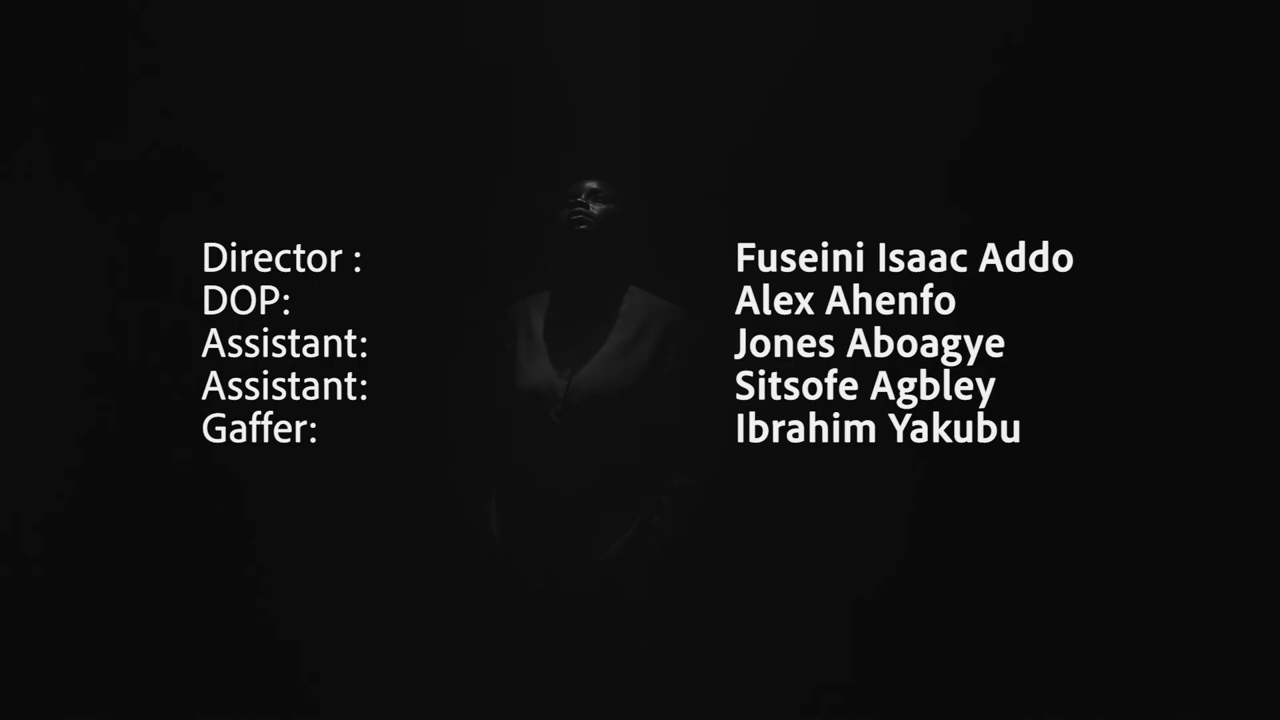 Director : Fuseini Isaac Addo
DOP: Alex Ahenfo
Assistant: Jones Aboagye
Assistant: Sitsofe Agbley
Gaffer: Ibrahim Yakubu